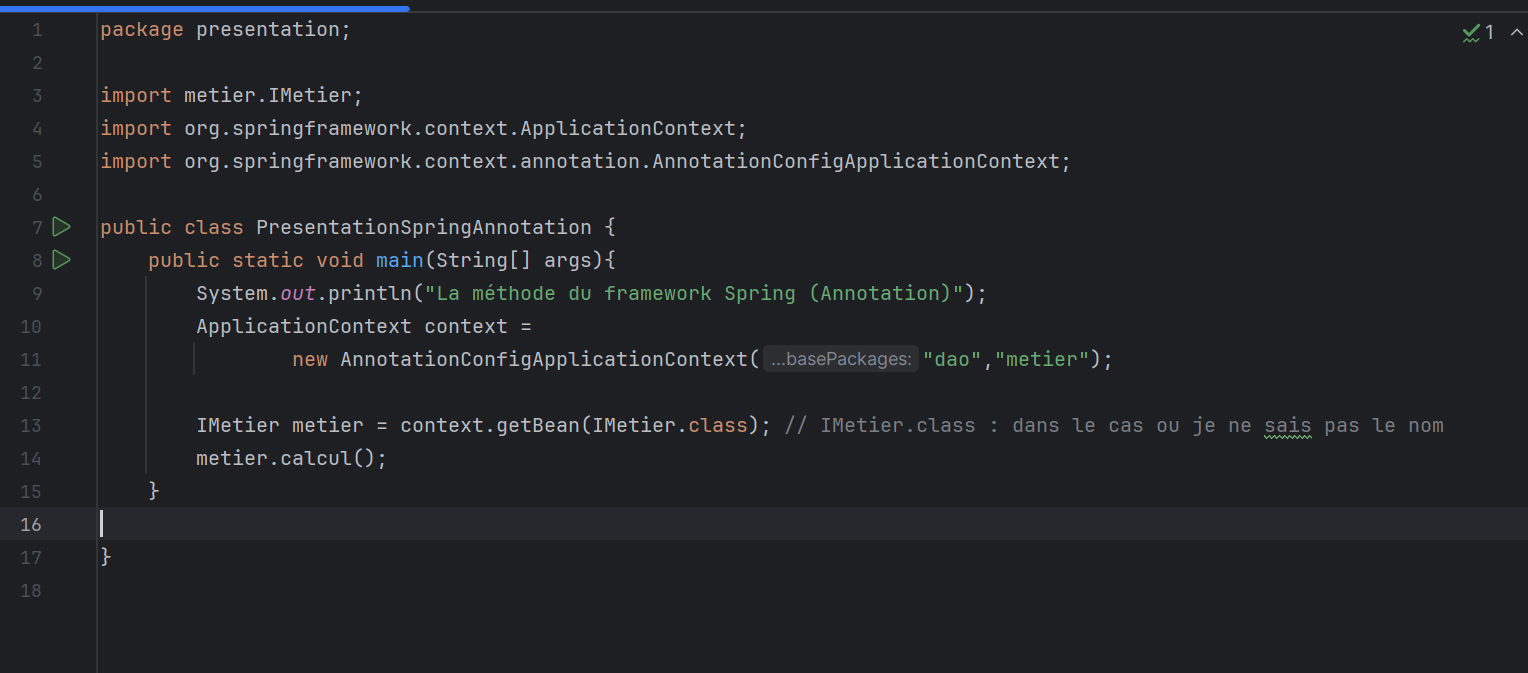 1 package presentation;
2
3 import metier.IMetier;
4 import org.springframework.context.ApplicationContext;
5 import org.springframework.context.annotation.AnnotationConfigApplicationContext;
6
7 public class PresentationSpringAnnotation {
8     public static void main(String[] args){
9         System.out.println("La méthode du framework Spring (Annotation)");
10         ApplicationContext context =
11                 new AnnotationConfigApplicationContext( ...basePackages: "dao","metier");
12
13         IMetier metier = context.getBean(IMetier.class); // IMetier.class : dans le cas ou je ne sais pas le nom
14         metier.calcul();
15     }
16
17 }
18
1